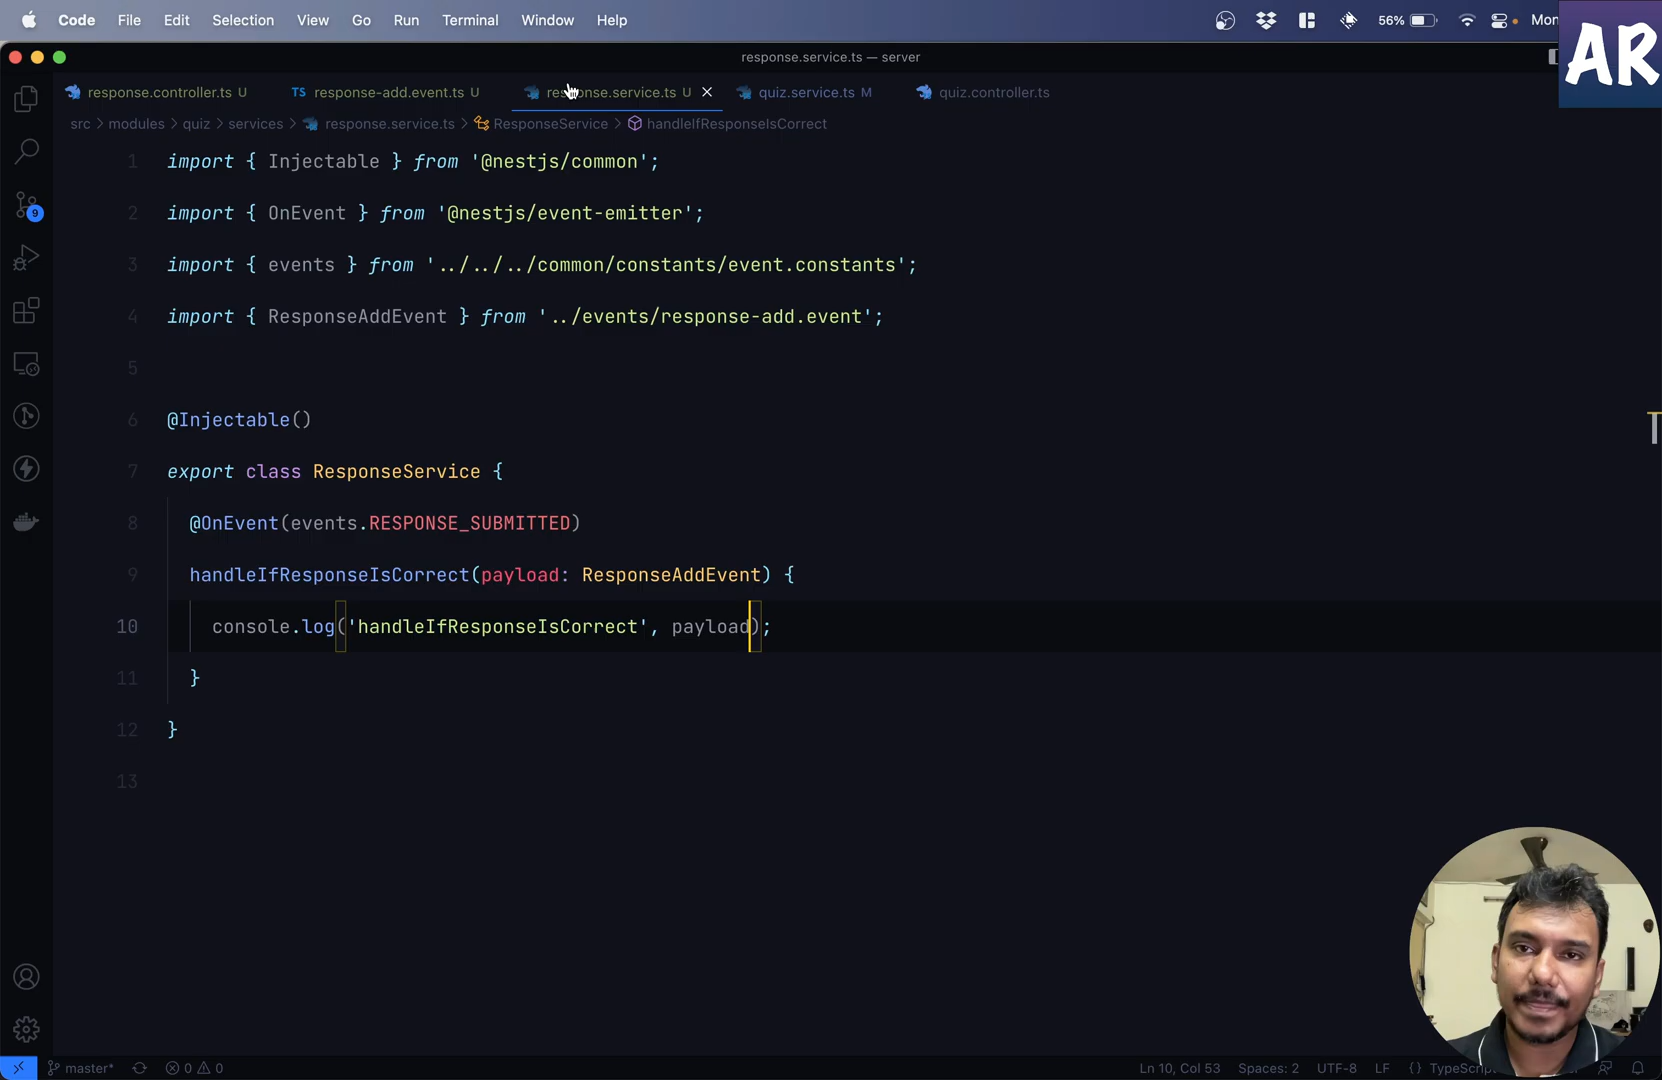 Code File Edit Selection View Go Run Terminal Window Help 56% Mon
AR
response.service.ts — server
response.controller.ts U TS response-add.event.ts U response.service.ts U quiz.service.ts M quiz.controller.ts
src > modules > quiz > services > response.service.ts > ResponseService > handleIfResponseIsCorrect
1 import { Injectable } from '@nestjs/common';
2 import { OnEvent } from '@nestjs/event-emitter';
3 import { events } from '../../../common/constants/event.constants';
4 import { ResponseAddEvent } from '../events/response-add.event';
5
6 @Injectable()
7 export class ResponseService {
8 @OnEvent(events.RESPONSE_SUBMITTED)
9 handleIfResponseIsCorrect(payload: ResponseAddEvent) {
10 console.log('handleIfResponseIsCorrect', payload);
11 }
12 }
13
9
master* 0 0 Ln 10, Col 53 Spaces: 2 UTF-8 LF {}